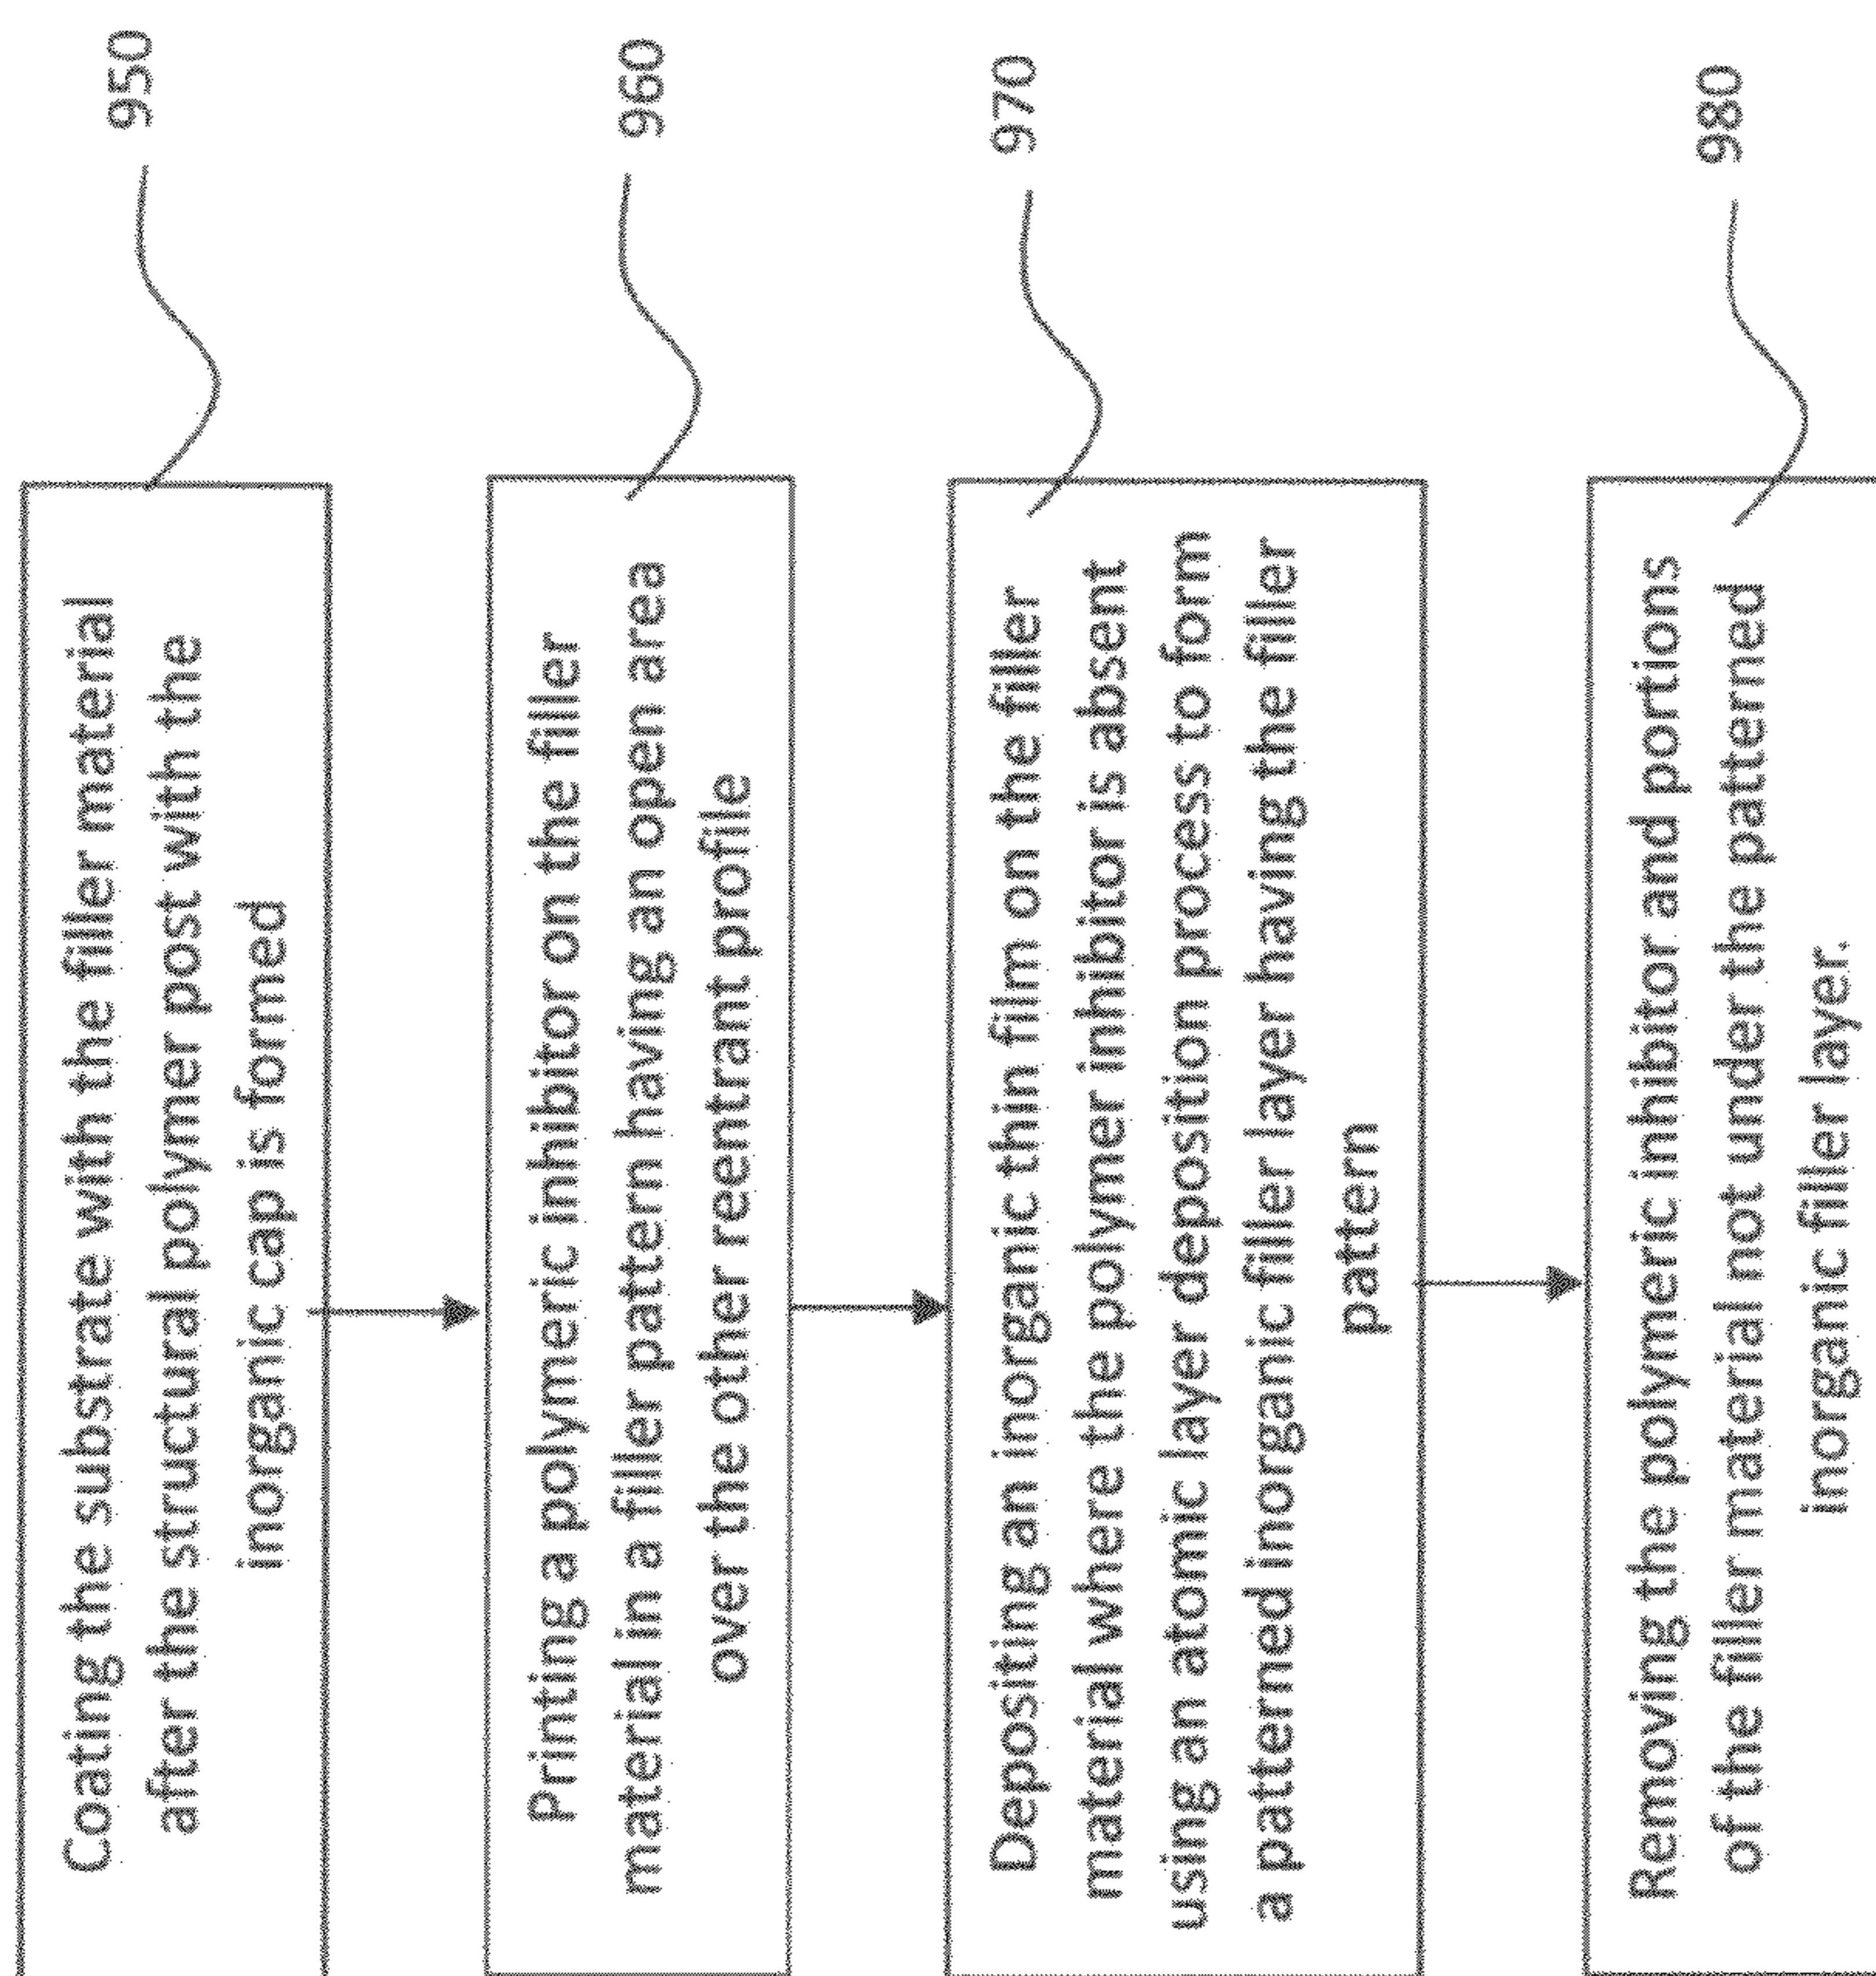 Coating the substrate with the filler material
after the structural polymer post with the
inorganic cap is formed
950
Printing a polymeric inhibitor on the filler
material in a filler pattern having an open area
over the other reentrant profile
960
Depositing an inorganic thin film on the filler
material where the polymer inhibitor is absent
using an atomic layer deposition process to form
a patterned inorganic filler layer having the filler
pattern
970
Removing the polymeric inhibitor and portions
of the filler material not under the patterned
inorganic filler layer.
980